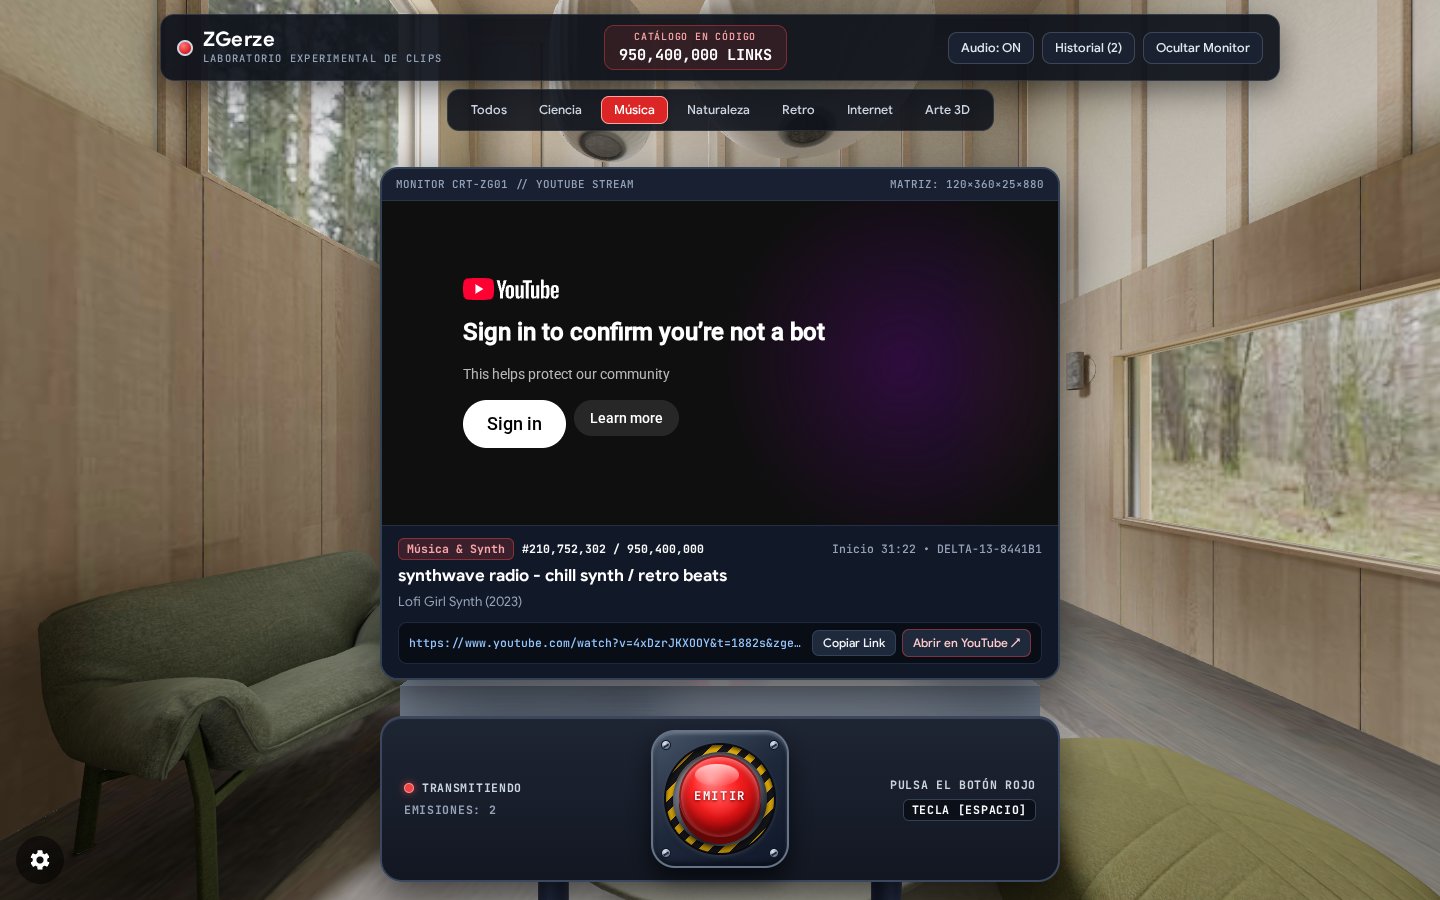 ZGerze
LABORATORIO EXPERIMENTAL DE CLIPS
CATÁLOGO EN CÓDIGO
950,400,000 LINKS
Audio: ON
Historial (2)
Ocultar Monitor
Todos
Ciencia
Música
Naturaleza
Retro
Internet
Arte 3D
MONITOR CRT-ZG01 // YOUTUBE STREAM
MATRIZ: 120×360×25×880
YouTube
Sign in to confirm you’re not a bot
This helps protect our community
Sign in
Learn more
Música & Synth
#210,752,302 / 950,400,000
Inicio 31:22 • DELTA-13-8441B1
synthwave radio - chill synth / retro beats
Lofi Girl Synth (2023)
https://www.youtube.com/watch?v=4xDzrJKXOOY&t=1882s&zge…
Copiar Link
Abrir en YouTube ↗
TRANSMITIENDO
EMISIONES: 2
EMITIR
PULSA EL BOTÓN ROJO
TECLA [ESPACIO]